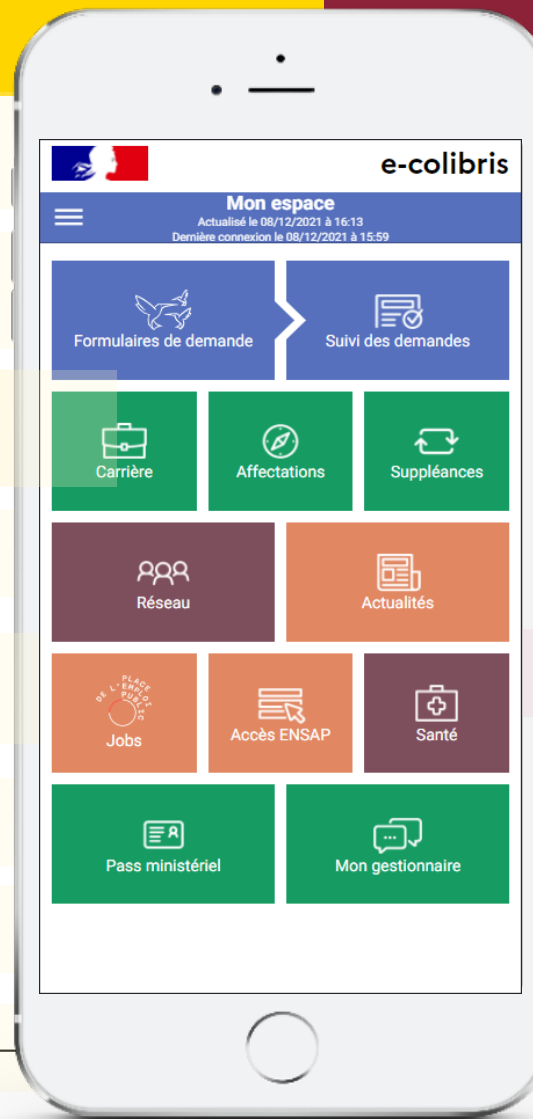 e-colibris
Mon espace
Actualisé le 08/12/2021 à 16:13
Dernière connexion le 08/12/2021 à 15:59
Formulaires de demande
Suivi des demandes
Carrière
Affectations
Suppléances
Réseau
Actualités
PLACE
DE L'EMPLOI
PUBLIC
Jobs
Accès ENSAP
Santé
Pass ministériel
Mon gestionnaire